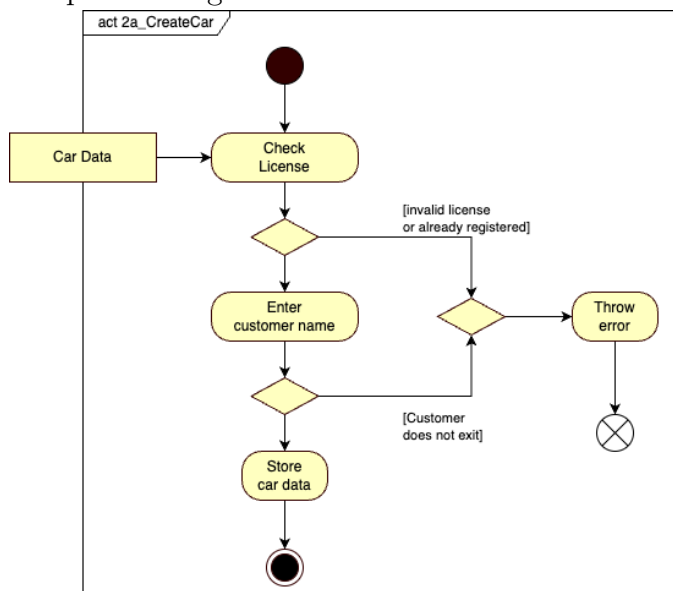 act 2a_CreateCar
Car Data
Check
License
[invalid license
or already registered]
Enter
customer name
Throw
error
[Customer
does not exit]
Store
car data